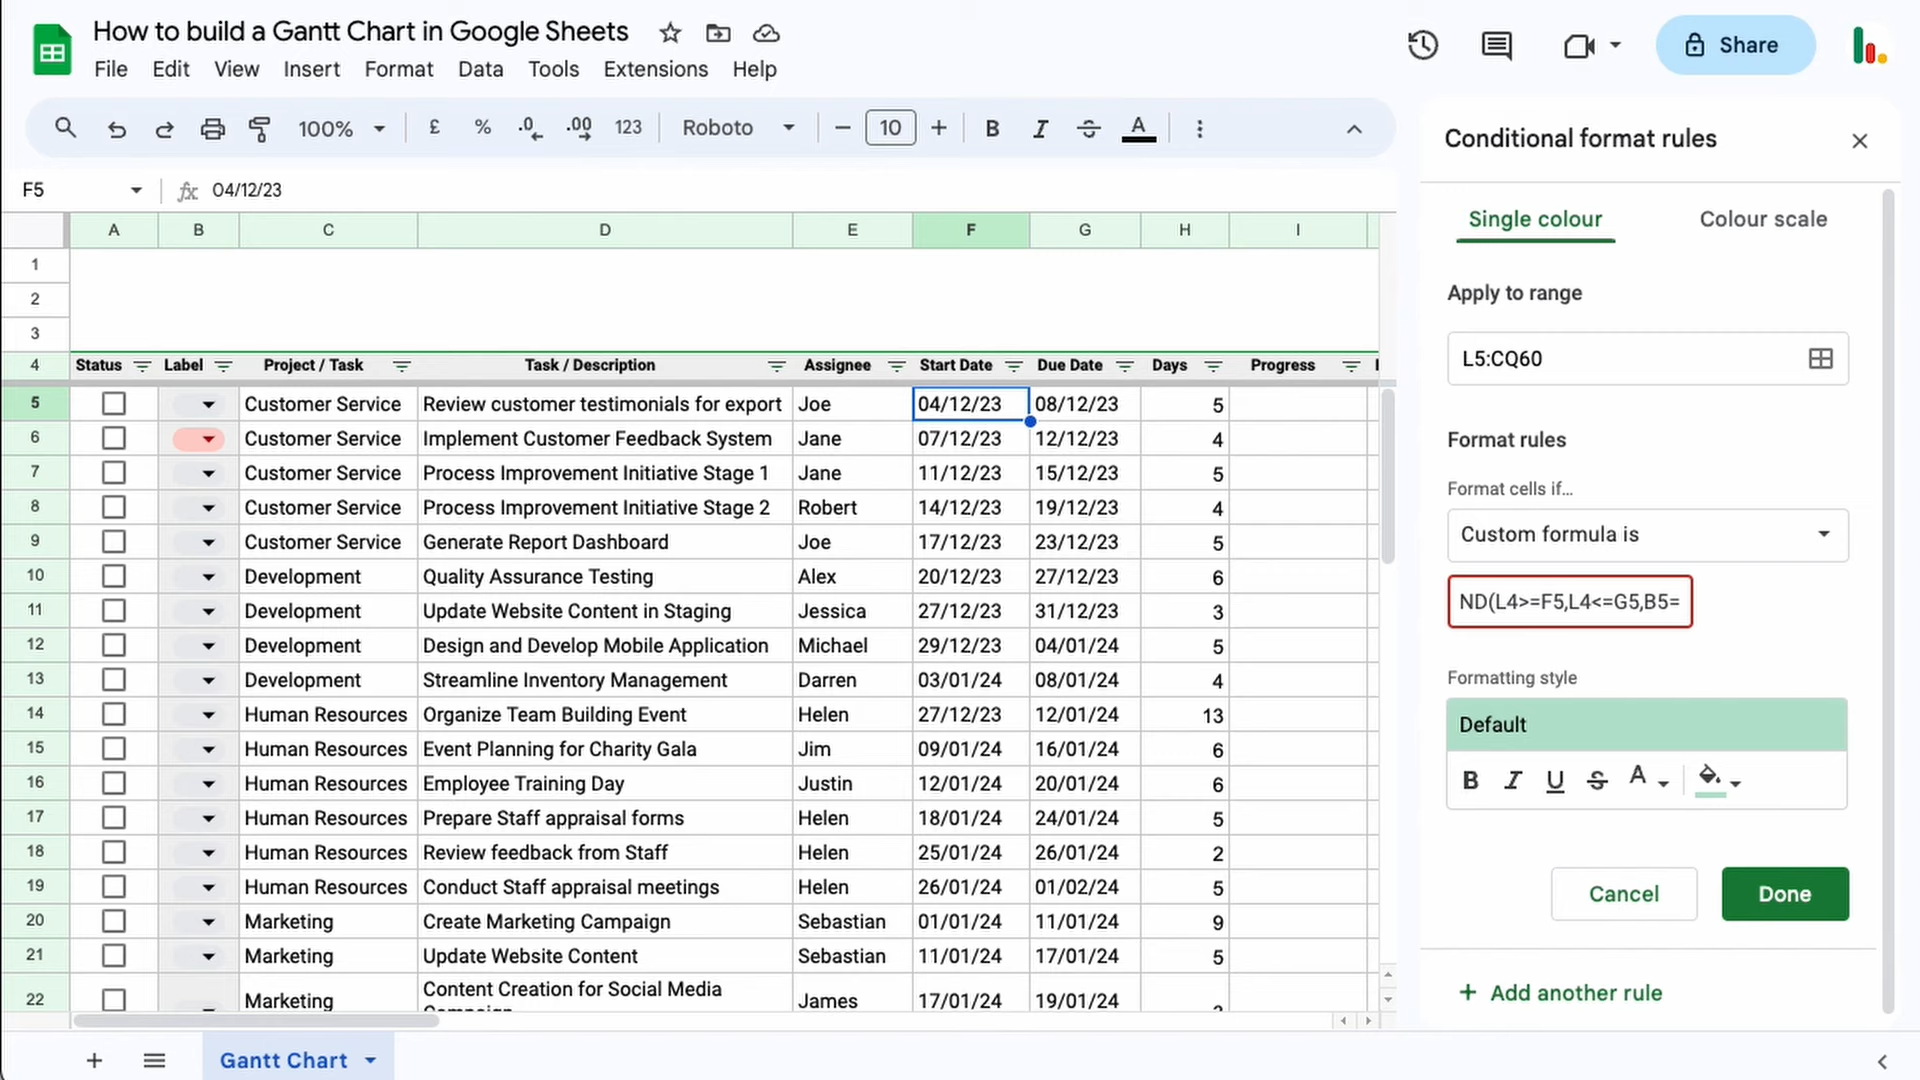 How to build a Gantt Chart in Google Sheets
File Edit View Insert Format Data Tools Extensions Help
Share
100% £ % .0 .00 123 Roboto 10 B I A
F5 fx 04/12/23
A B C D E F G H I
1
2
3
4 Status Label Project / Task Task / Description Assignee Start Date Due Date Days Progress
5 Customer Service Review customer testimonials for export Joe 04/12/23 08/12/23 5
6 Customer Service Implement Customer Feedback System Jane 07/12/23 12/12/23 4
7 Customer Service Process Improvement Initiative Stage 1 Jane 11/12/23 15/12/23 5
8 Customer Service Process Improvement Initiative Stage 2 Robert 14/12/23 19/12/23 4
9 Customer Service Generate Report Dashboard Joe 17/12/23 23/12/23 5
10 Development Quality Assurance Testing Alex 20/12/23 27/12/23 6
11 Development Update Website Content in Staging Jessica 27/12/23 31/12/23 3
12 Development Design and Develop Mobile Application Michael 29/12/23 04/01/24 5
13 Development Streamline Inventory Management Darren 03/01/24 08/01/24 4
14 Human Resources Organize Team Building Event Helen 27/12/23 12/01/24 13
15 Human Resources Event Planning for Charity Gala Jim 09/01/24 16/01/24 6
16 Human Resources Employee Training Day Justin 12/01/24 20/01/24 6
17 Human Resources Prepare Staff appraisal forms Helen 18/01/24 24/01/24 5
18 Human Resources Review feedback from Staff Helen 25/01/24 26/01/24 2
19 Human Resources Conduct Staff appraisal meetings Helen 26/01/24 01/02/24 5
20 Marketing Create Marketing Campaign Sebastian 01/01/24 11/01/24 9
21 Marketing Update Website Content Sebastian 11/01/24 17/01/24 5
22 Marketing Content Creation for Social Media James 17/01/24 19/01/24
Gantt Chart
Conditional format rules
Single colour Colour scale
Apply to range
L5:CQ60
Format rules
Format cells if…
Custom formula is
ND(L4>=F5,L4<=G5,B5=
Formatting style
Default
B I U S A
Cancel Done
+ Add another rule